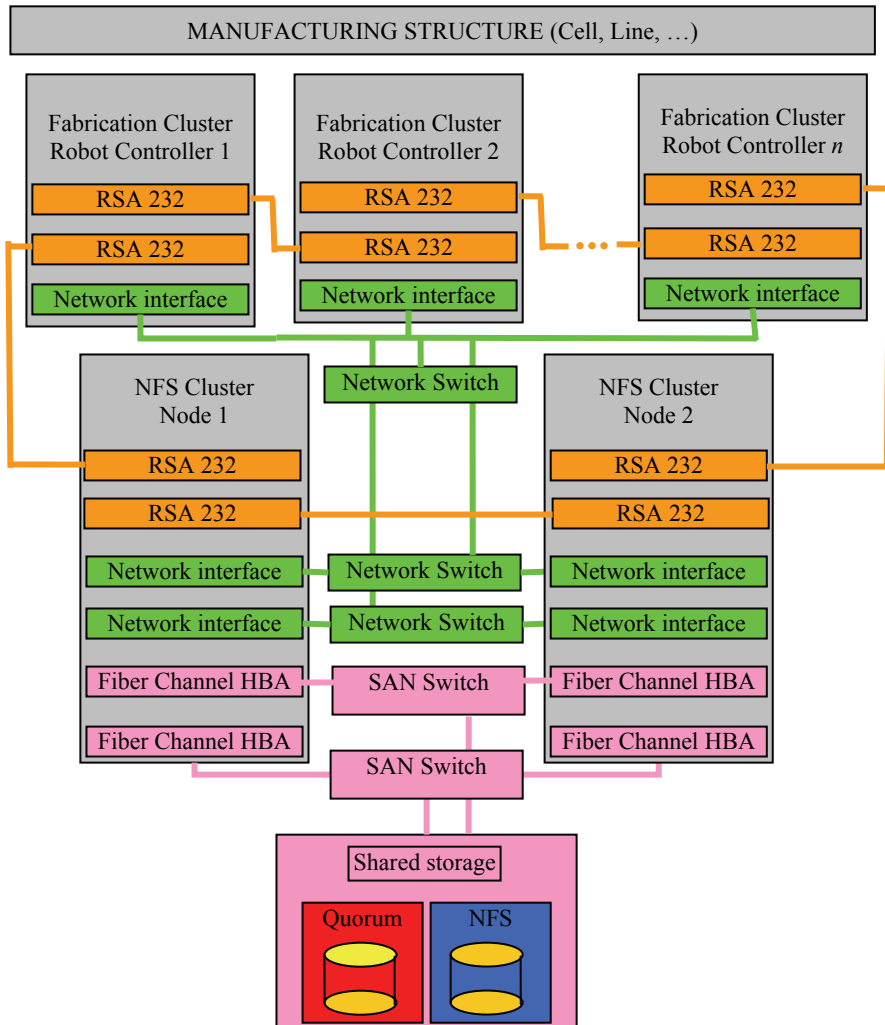 MANUFACTURING STRUCTURE (Cell, Line, …)
Fabrication Cluster
Robot Controller 1
RSA 232
RSA 232
Network interface
Fabrication Cluster
Robot Controller 2
RSA 232
RSA 232
Network interface
Fabrication Cluster
Robot Controller n
RSA 232
RSA 232
Network interface
NFS Cluster
Node 1
RSA 232
RSA 232
Network interface
Network interface
Fiber Channel HBA
Fiber Channel HBA
Network Switch
Network Switch
Network Switch
SAN Switch
SAN Switch
NFS Cluster
Node 2
RSA 232
RSA 232
Network interface
Network interface
Fiber Channel HBA
Fiber Channel HBA
Shared storage
Quorum
NFS